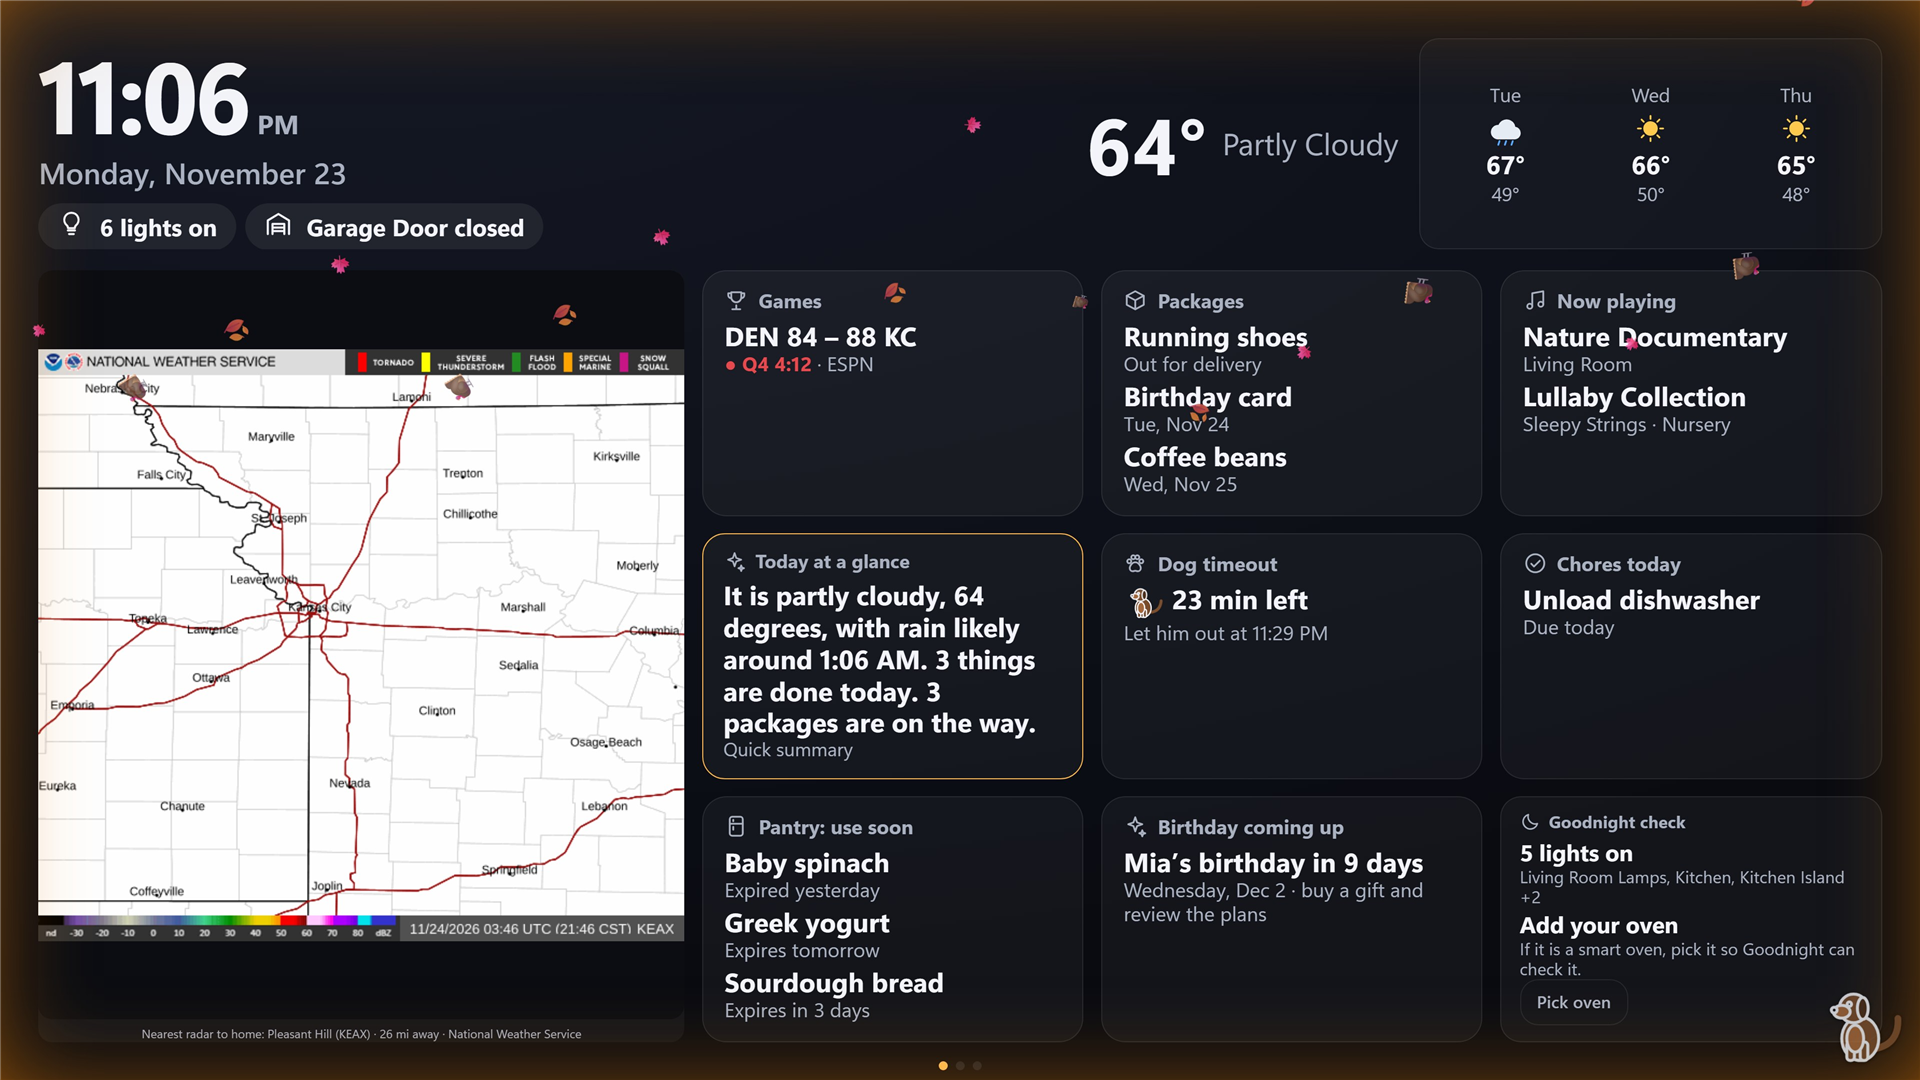 11:06 PM
Monday, November 23
6 lights on
Garage Door closed
64° Partly Cloudy
Tue
67°
49°
Wed
66°
50°
Thu
65°
48°
NATIONAL WEATHER SERVICE
TORNADO
SEVERE THUNDERSTORM
FLASH FLOOD
SPECIAL MARINE
SNOW SQUALL
Nebraska City
Lamoni
Maryville
Kirksville
Falls City
Trenton
St. Joseph
Chillicothe
Moberly
Leavenworth
Kansas City
Marshall
Topeka
Lawrence
Columbia
Sedalia
Ottawa
Emporia
Clinton
Osage Beach
Eureka
Nevada
Chanute
Lebanon
Springfield
Joplin
Coffeyville
nd -30 -20 -10 0 10 20 30 40 50 60 70 80 dBZ
11/24/2026 03:46 UTC (21:46 CST) KEAX
Nearest radar to home: Pleasant Hill (KEAX) · 26 mi away · National Weather Service
Games
DEN 84 – 88 KC
Q4 4:12 · ESPN
Packages
Running shoes
Out for delivery
Birthday card
Tue, Nov 24
Coffee beans
Wed, Nov 25
Now playing
Nature Documentary
Living Room
Lullaby Collection
Sleepy Strings · Nursery
Today at a glance
It is partly cloudy, 64
degrees, with rain likely
around 1:06 AM. 3 things
are done today. 3
packages are on the way.
Quick summary
Dog timeout
23 min left
Let him out at 11:29 PM
Chores today
Unload dishwasher
Due today
Pantry: use soon
Baby spinach
Expired yesterday
Greek yogurt
Expires tomorrow
Sourdough bread
Expires in 3 days
Birthday coming up
Mia’s birthday in 9 days
Wednesday, Dec 2 · buy a gift and
review the plans
Goodnight check
5 lights on
Living Room Lamps, Kitchen, Kitchen Island
+2
Add your oven
If it is a smart oven, pick it so Goodnight can
check it.
Pick oven